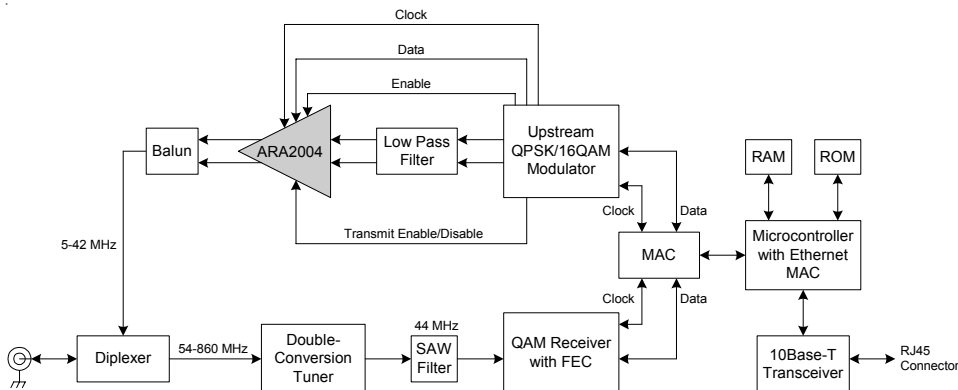 Clock
Data
Enable
Balun
ARA2004
Low Pass
Filter
Upstream
QPSK/16QAM
Modulator
RAM
ROM
Transmit Enable/Disable
Clock
Data
5-42 MHz
MAC
Microcontroller
with Ethernet
MAC
Clock
Data
44 MHz
Diplexer
54-860 MHz
Double-
Conversion
Tuner
SAW
Filter
QAM Receiver
with FEC
10Base-T
Transceiver
RJ45
Connector